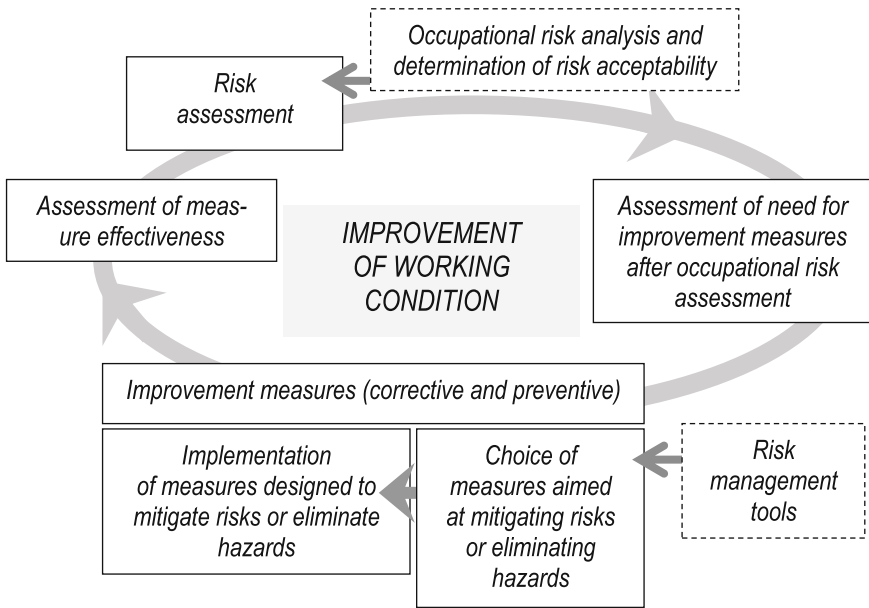 Occupational risk analysis and
determination of risk acceptability
Risk
assessment
Assessment of meas-
ure effectiveness
IMPROVEMENT
OF WORKING
CONDITION
Assessment of need for
improvement measures
after occupational risk
assessment
Improvement measures (corrective and preventive)
Implementation
of measures designed to
mitigate risks or eliminate
hazards
Choice of
measures aimed
at mitigating risks
or eliminating
hazards
Risk
management
tools